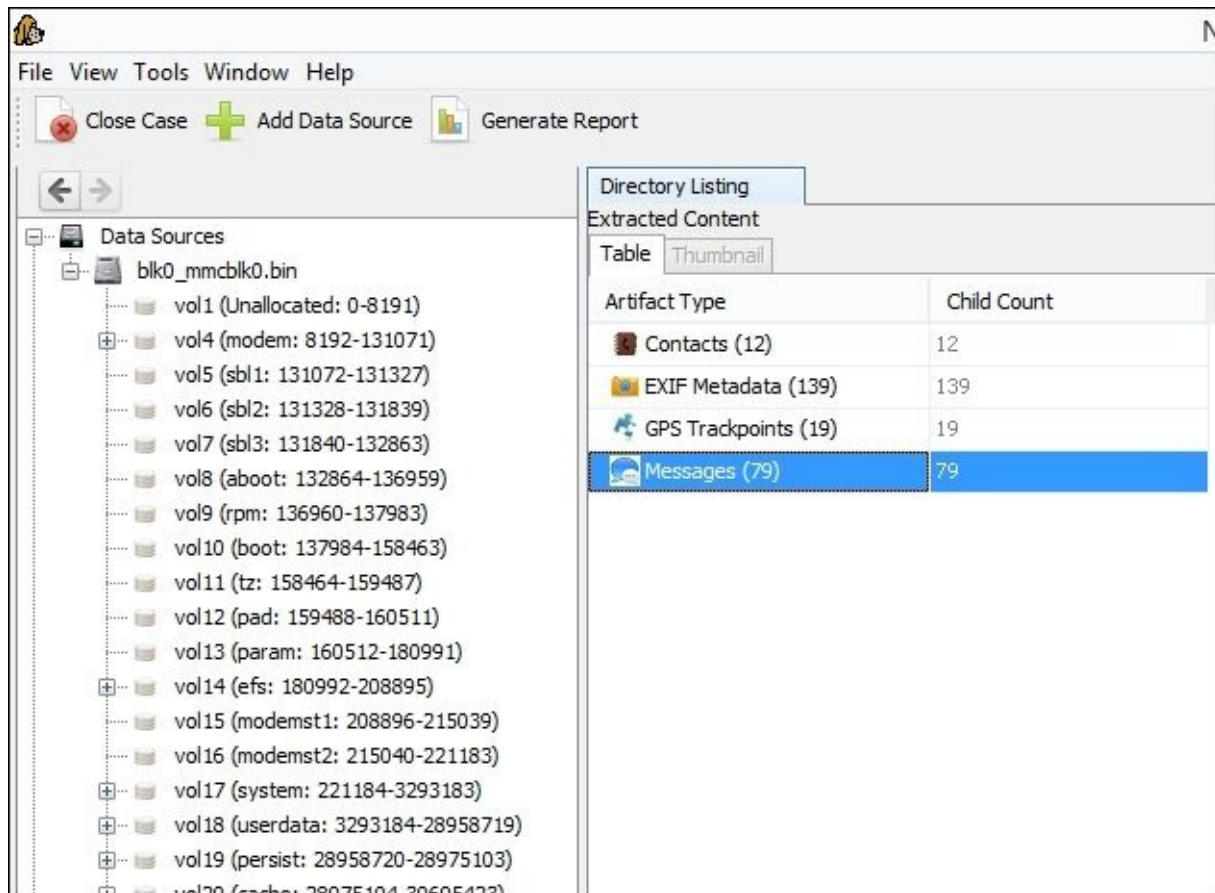 N
File View Tools Window Help
Close Case Add Data Source Generate Report
Directory Listing
Extracted Content
Table Thumbnail
Artifact Type Child Count
Contacts (12) 12
EXIF Metadata (139) 139
GPS Trackpoints (19) 19
Messages (79) 79
Data Sources
blk0_mmcblk0.bin
vol1 (Unallocated: 0-8191)
vol4 (modem: 8192-131071)
vol5 (sbl1: 131072-131327)
vol6 (sbl2: 131328-131839)
vol7 (sbl3: 131840-132863)
vol8 (aboot: 132864-136959)
vol9 (rpm: 136960-137983)
vol10 (boot: 137984-158463)
vol11 (tz: 158464-159487)
vol12 (pad: 159488-160511)
vol13 (param: 160512-180991)
vol14 (efs: 180992-208895)
vol15 (modemst1: 208896-215039)
vol16 (modemst2: 215040-221183)
vol17 (system: 221184-3293183)
vol18 (userdata: 3293184-28958719)
vol19 (persist: 28958720-28975103)